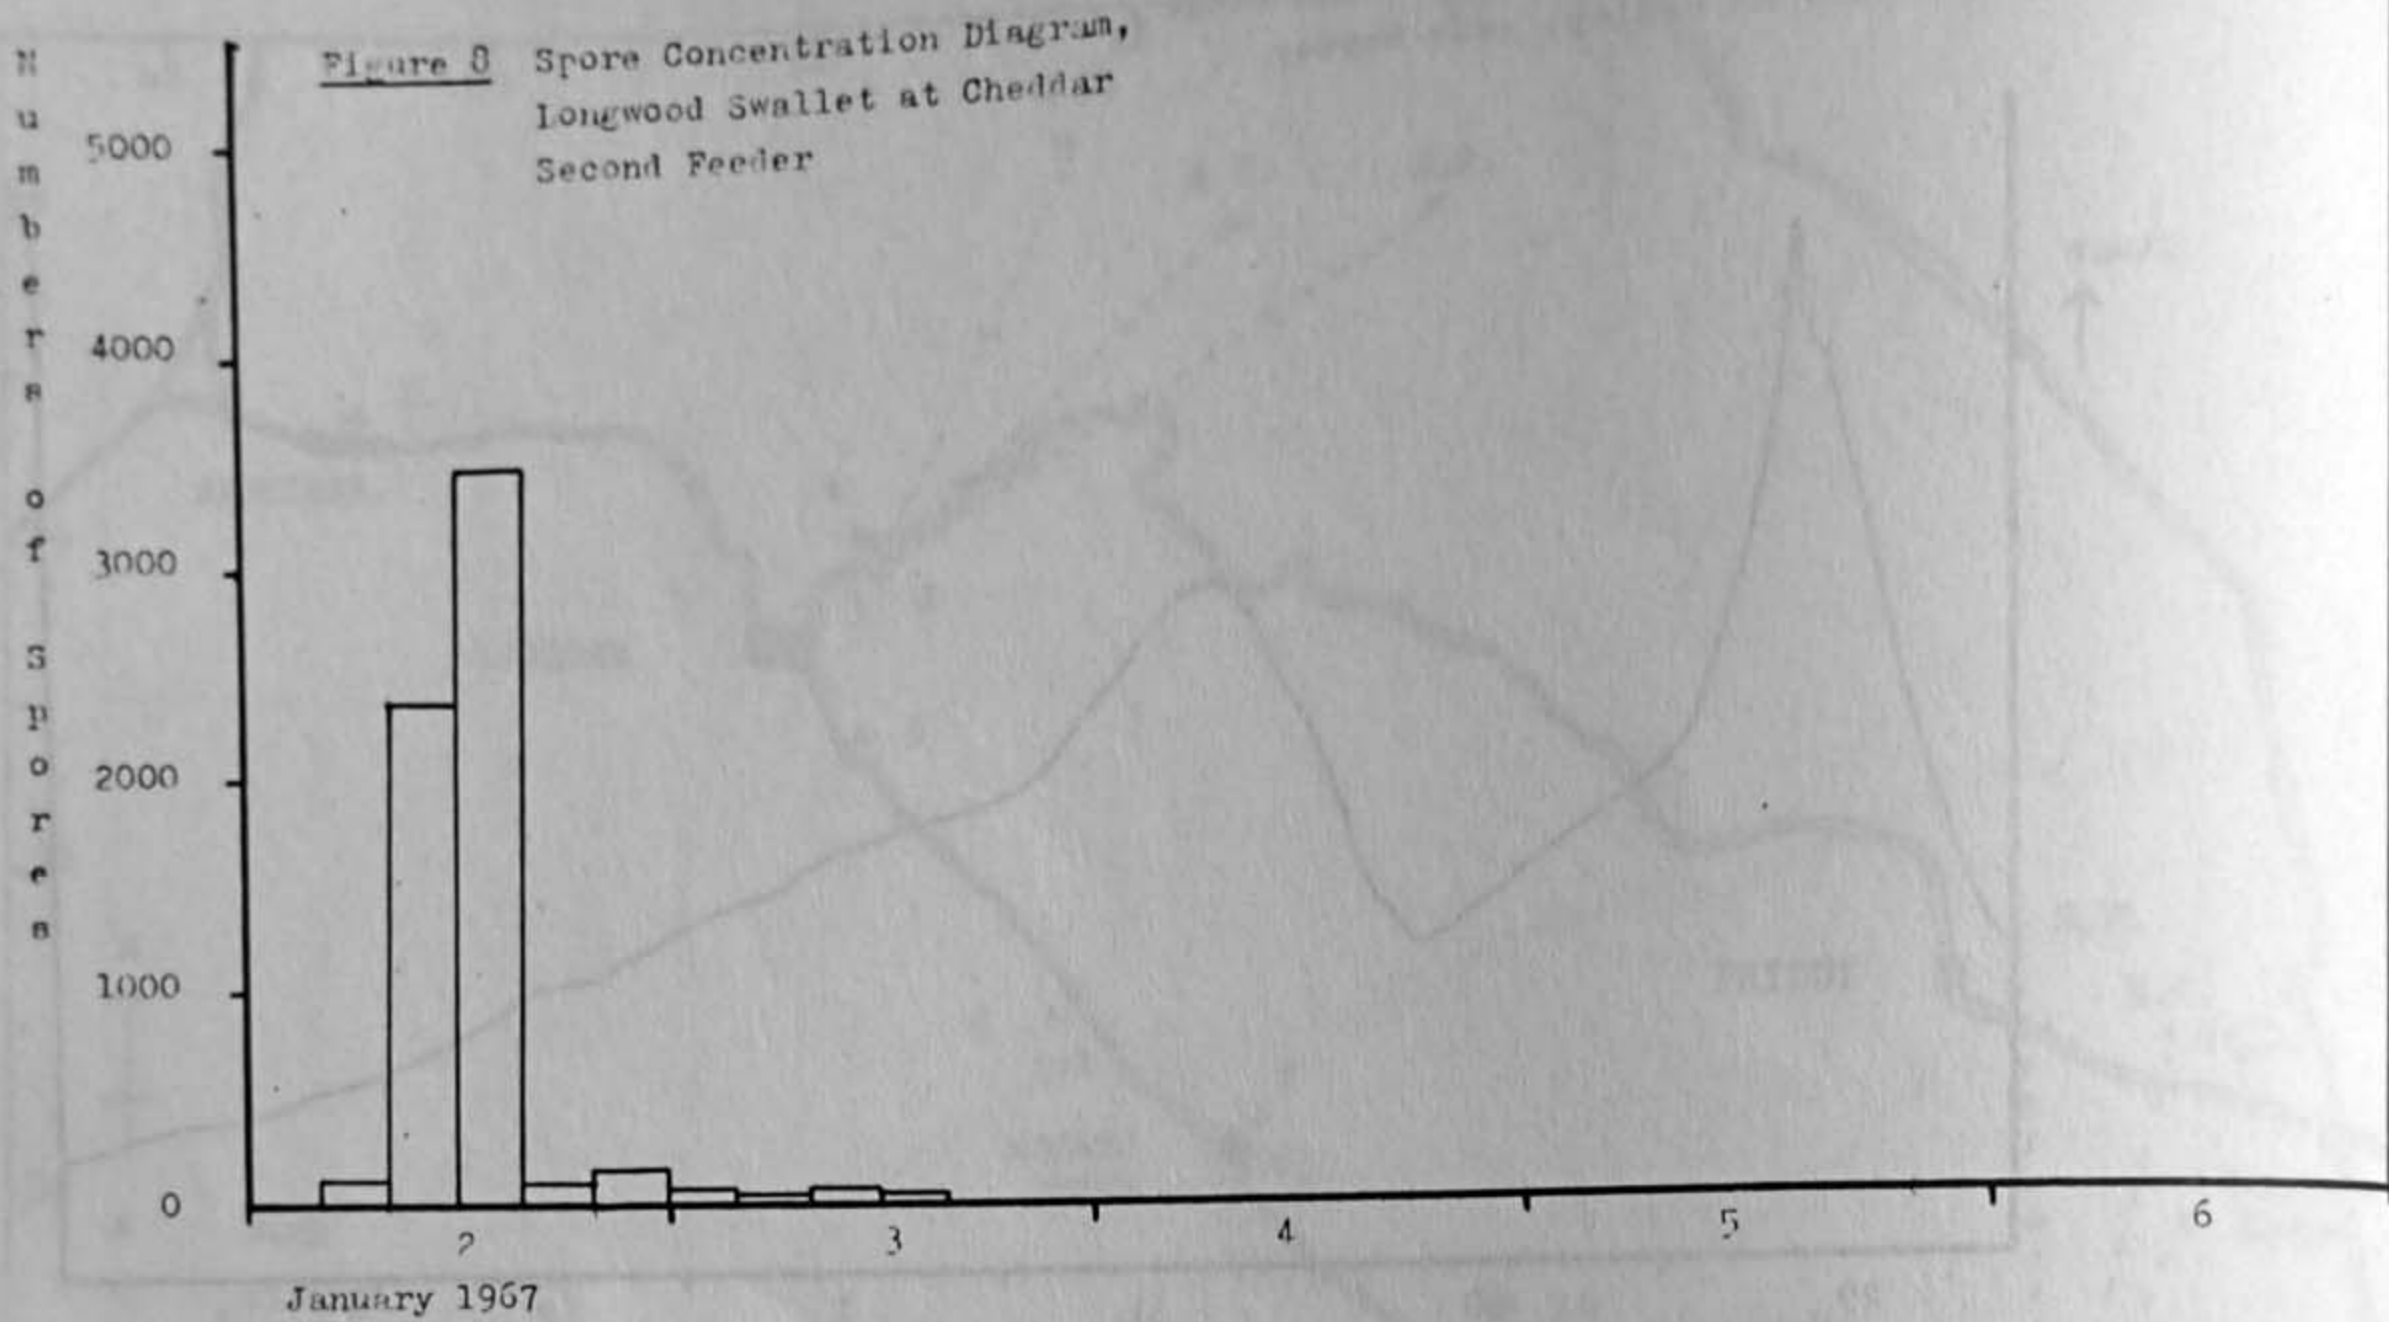 Figure 8 Spore Concentration Diagram,
Longwood Swallet at Cheddar
Second Feeder
Numbers of Spores
5000
4000
3000
2000
1000
0
2 3 4 5 6
January 1967